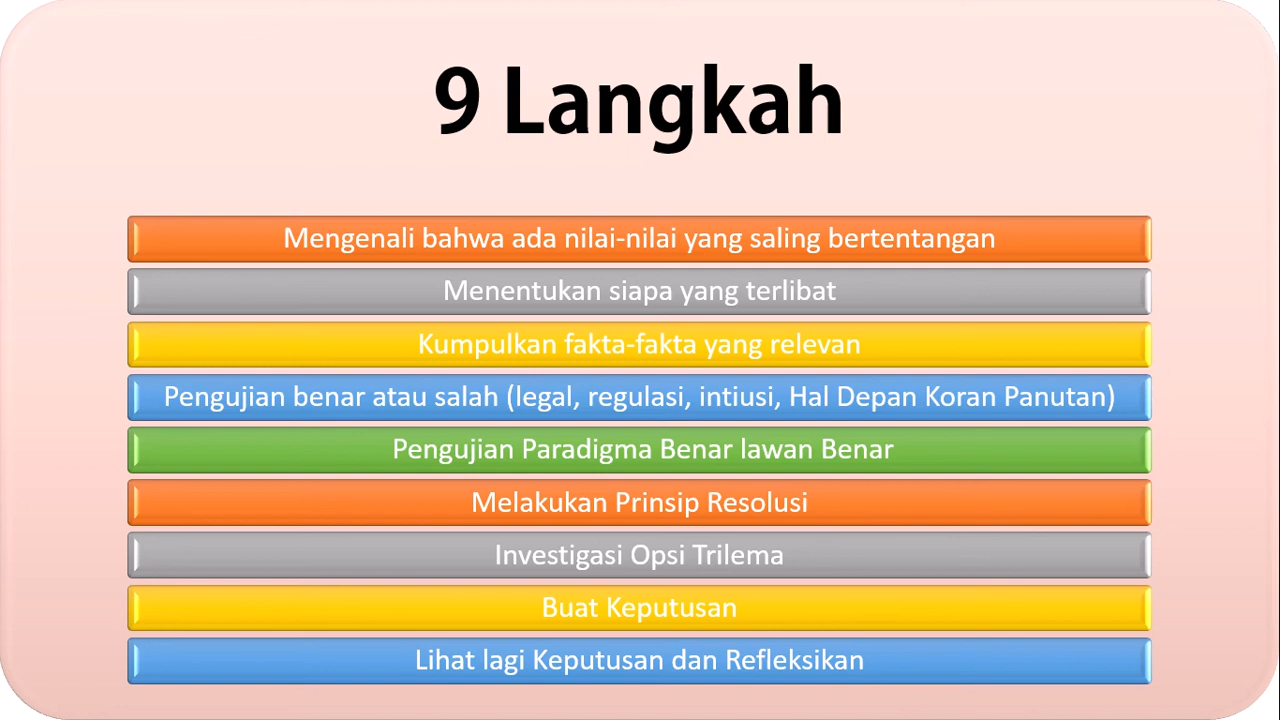 9 Langkah
Mengenali bahwa ada nilai-nilai yang saling bertentangan
Menentukan siapa yang terlibat
Kumpulkan fakta-fakta yang relevan
Pengujian benar atau salah (legal, regulasi, intiusi, Hal Depan Koran Panutan)
Pengujian Paradigma Benar lawan Benar
Melakukan Prinsip Resolusi
Investigasi Opsi Trilema
Buat Keputusan
Lihat lagi Keputusan dan Refleksikan